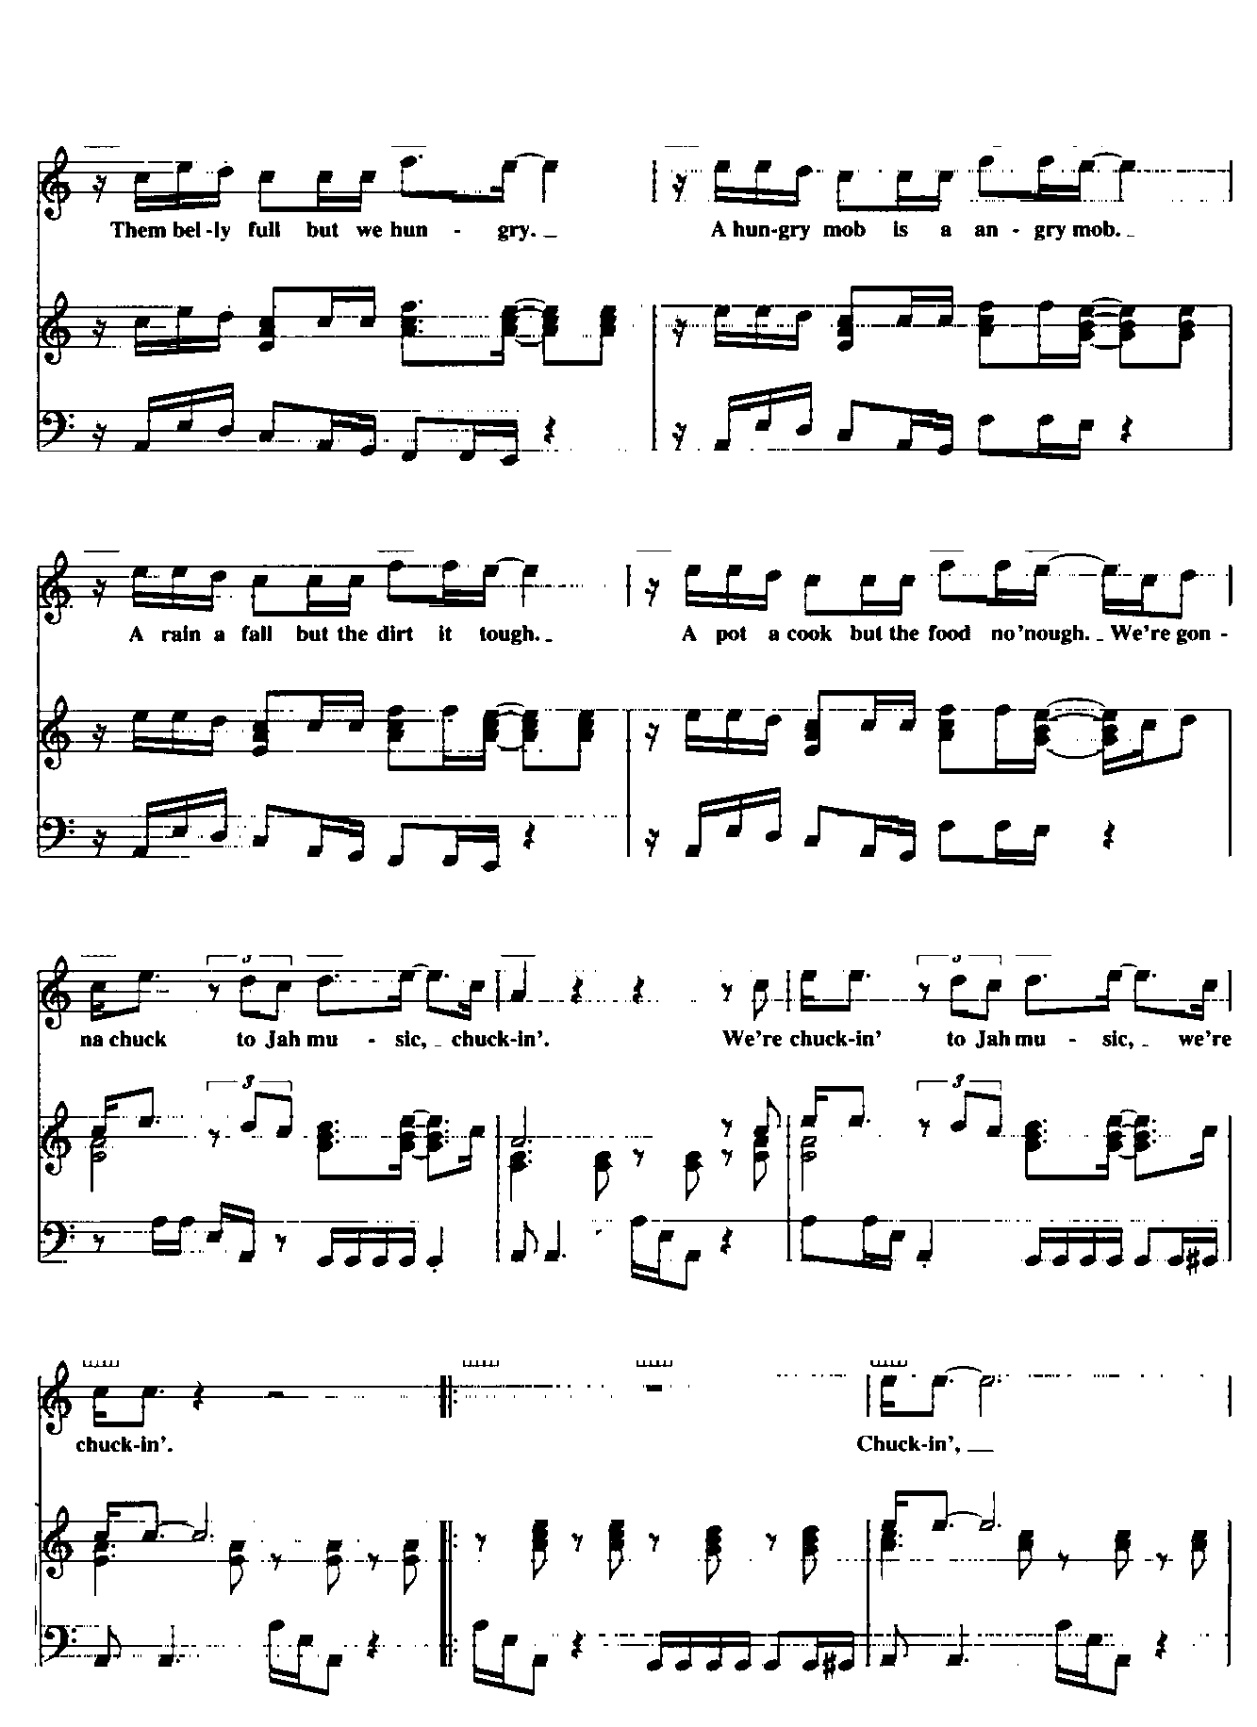 Them bel - ly full but we hun - gry. _ A hun - gry mob is a an - gry mob. _
A rain a fall but the dirt it tough. _ A pot a cook but the food no 'nough. _ We're gon -
3 3
na chuck to Jah mu - sic, _ chuck - in'. We're chuck - in' to Jah mu - sic, _ we're
3 3
chuck - in'. Chuck - in', _